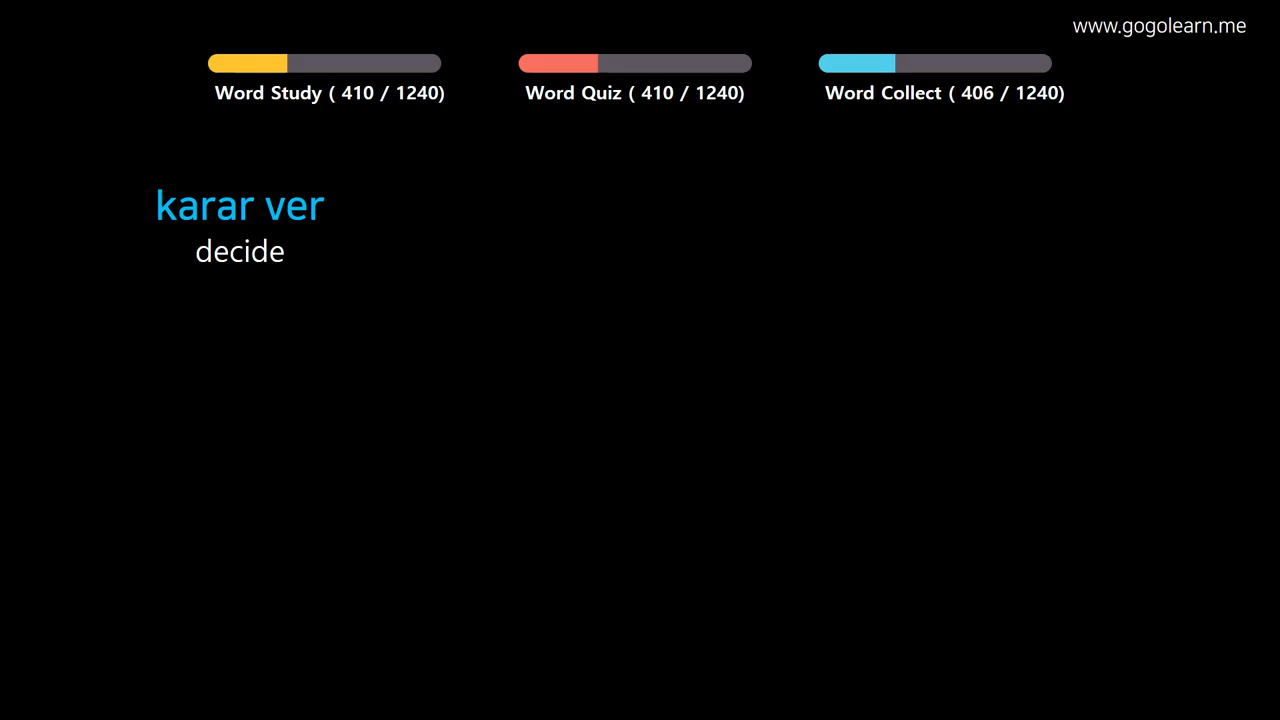 www.gogolearn.me
Word Study ( 410 / 1240)
Word Quiz ( 410 / 1240)
Word Collect ( 406 / 1240)
karar ver
decide